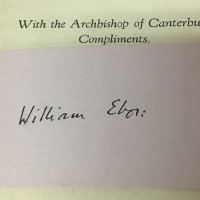 With the Archbishop of Canterbu
Compliments.
William Ebor: